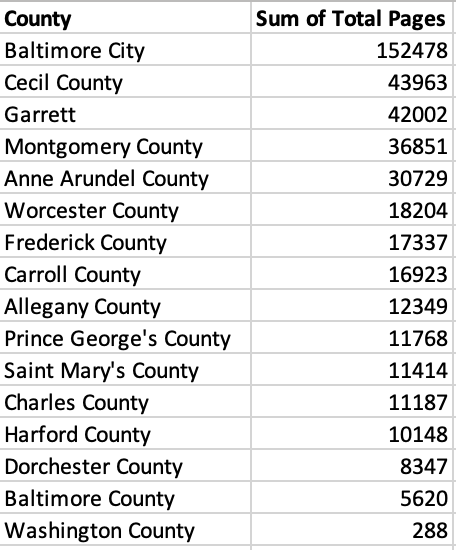 County Sum of Total Pages
Baltimore City 152478
Cecil County 43963
Garrett 42002
Montgomery County 36851
Anne Arundel County 30729
Worcester County 18204
Frederick County 17337
Carroll County 16923
Allegany County 12349
Prince George's County 11768
Saint Mary's County 11414
Charles County 11187
Harford County 10148
Dorchester County 8347
Baltimore County 5620
Washington County 288